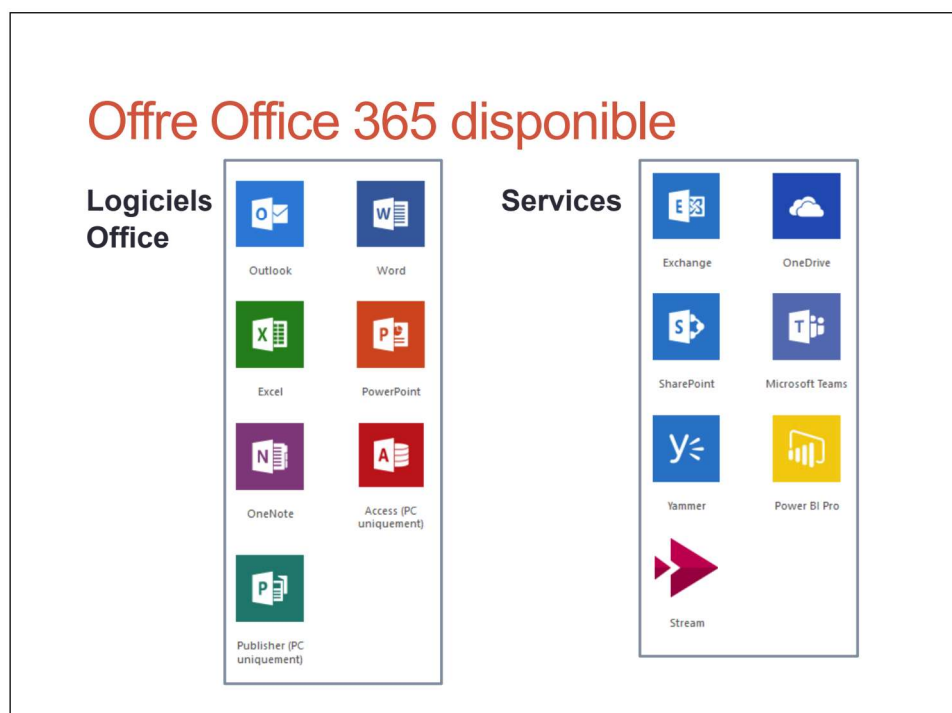 Offre Office 365 disponible
Logiciels
Office
Outlook
Word
Excel
PowerPoint
OneNote
Access (PC
uniquement)
Publisher (PC
uniquement)
Services
Exchange
OneDrive
SharePoint
Microsoft Teams
Yammer
Power BI Pro
Stream